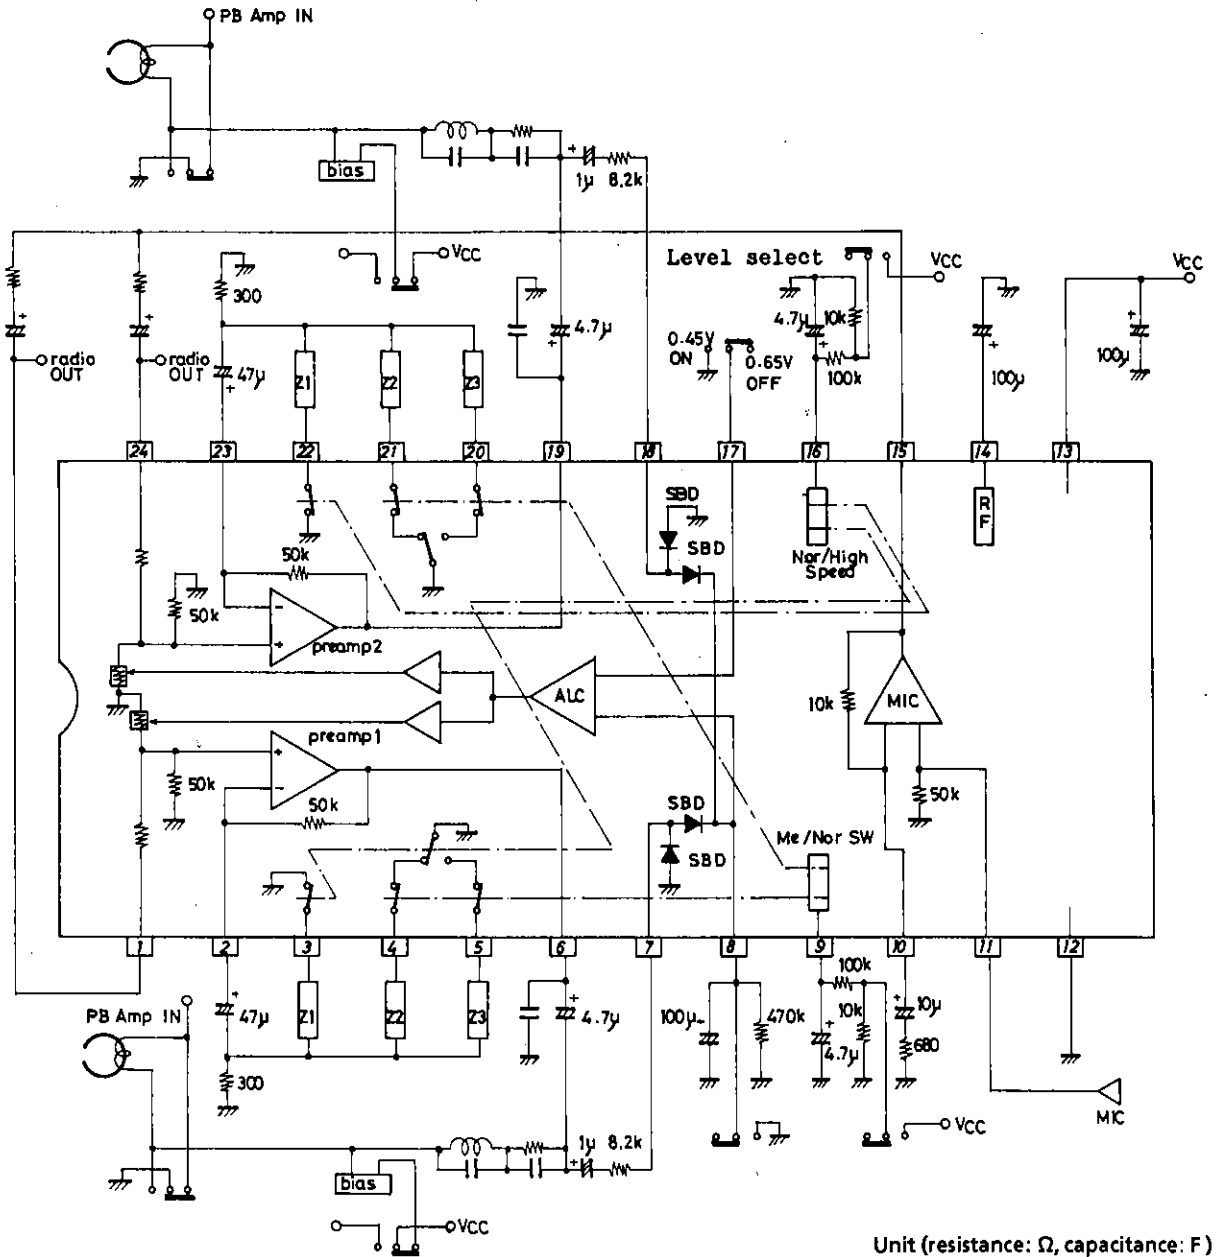 PB Amp IN
bias
1μ 8.2k
Vcc
Level select
Vcc
Vcc
300
4.7μ
4.7μ
10k
100k
100μ
100μ
0.45V
ON
0.65V
OFF
radio
OUT
radio
OUT
47μ
Z1
Z2
Z3
24
23
22
21
20
19
18
17
16
15
14
13
SBD
SBD
RF
Nor/High
Speed
50k
50k
preamp2
ALC
10k
MIC
preamp1
50k
50k
50k
SBD
SBD
Me/Nor SW
1
2
3
4
5
6
7
8
9
10
11
12
PB Amp IN
47μ
Z1
Z2
Z3
4.7μ
100μ
470k
100k
10k
4.7μ
10μ
680
300
MIC
1μ 8.2k
Vcc
bias
Vcc
Unit (resistance: Ω, capacitance: F)